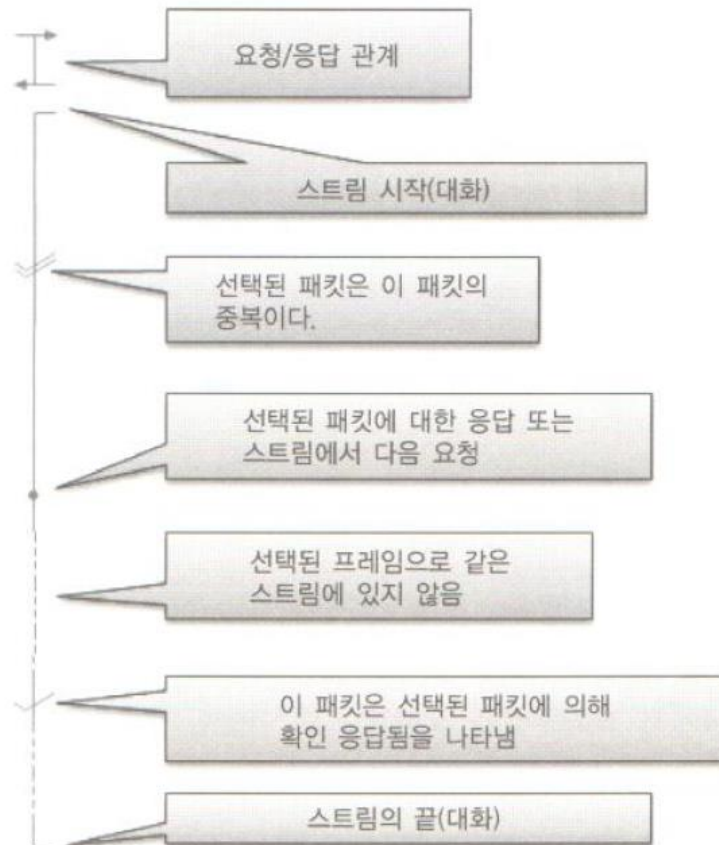 요청/응답 관계
스트림 시작(대화)
선택된 패킷은 이 패킷의
중복이다.
선택된 패킷에 대한 응답 또는
스트림에서 다음 요청
선택된 프레임으로 같은
스트림에 있지 않음
이 패킷은 선택된 패킷에 의해
확인 응답됨을 나타냄
스트림의 끝(대화)